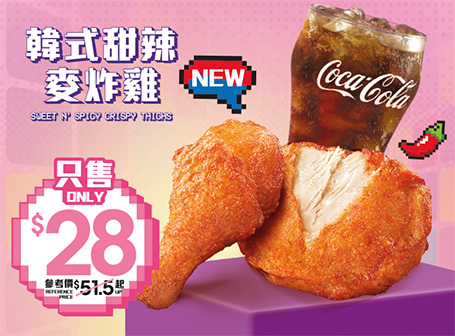 韓式甜辣
麥炸雞
SWEET N' SPICY CRISPY THIGHS
NEW
Coca-Cola
只售
ONLY
$28
參考價$51.5起
REFERENCE PRICE UP